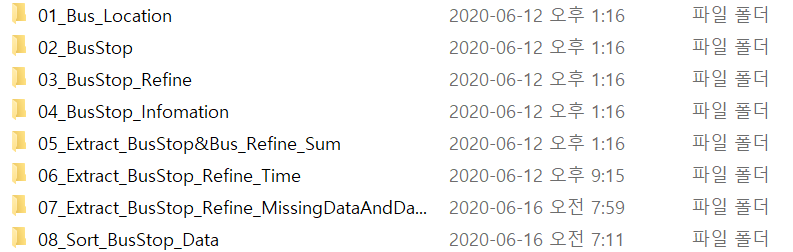 01_Bus_Location 2020-06-12 오후 1:16 파일 폴더
02_BusStop 2020-06-12 오후 1:16 파일 폴더
03_BusStop_Refine 2020-06-12 오후 1:16 파일 폴더
04_BusStop_Infomation 2020-06-12 오후 1:16 파일 폴더
05_Extract_BusStop&Bus_Refine_Sum 2020-06-12 오후 1:16 파일 폴더
06_Extract_BusStop_Refine_Time 2020-06-12 오후 9:15 파일 폴더
07_Extract_BusStop_Refine_MissingDataAndDa... 2020-06-16 오전 7:59 파일 폴더
08_Sort_BusStop_Data 2020-06-16 오전 7:11 파일 폴더